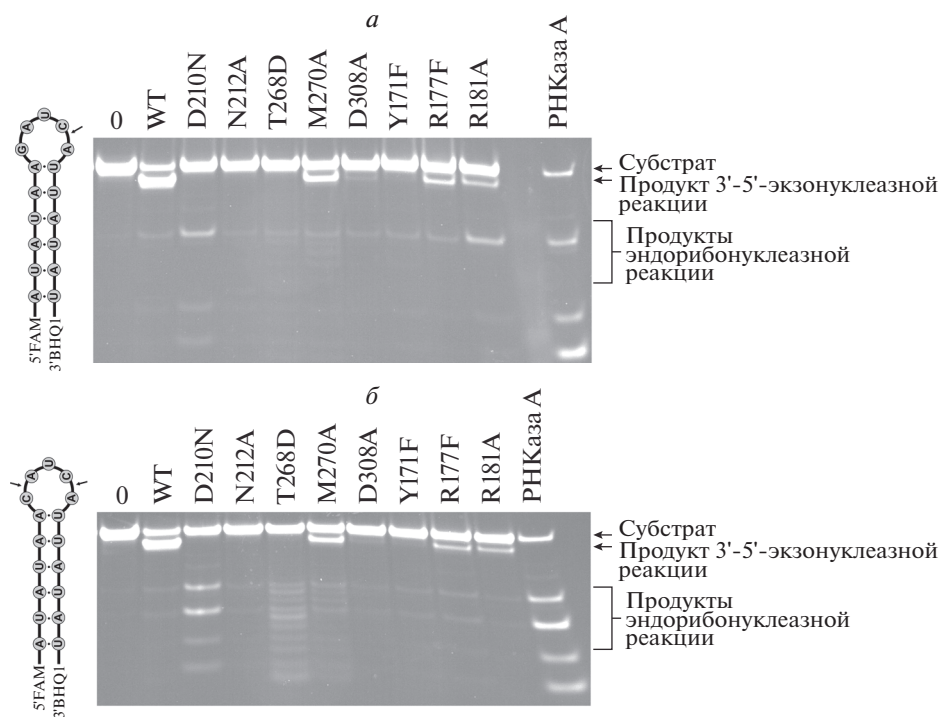 а
0 WT D210N N212A T268D M270A D308A Y171F R177F R181A РНКаза А
A U A U A A G A U C A U U A U A U
5'FAM
3'BHQ1
Субстрат
Продукт 3'-5'-экзонуклеазной
реакции
Продукты
эндорибонуклеазной
реакции
б
0 WT D210N N212A T268D M270A D308A Y171F R177F R181A РНКаза А
A U A U A A C A U C A U U A U A U
5'FAM
3'BHQ1
Субстрат
Продукт 3'-5'-экзонуклеазной
реакции
Продукты
эндорибонуклеазной
реакции